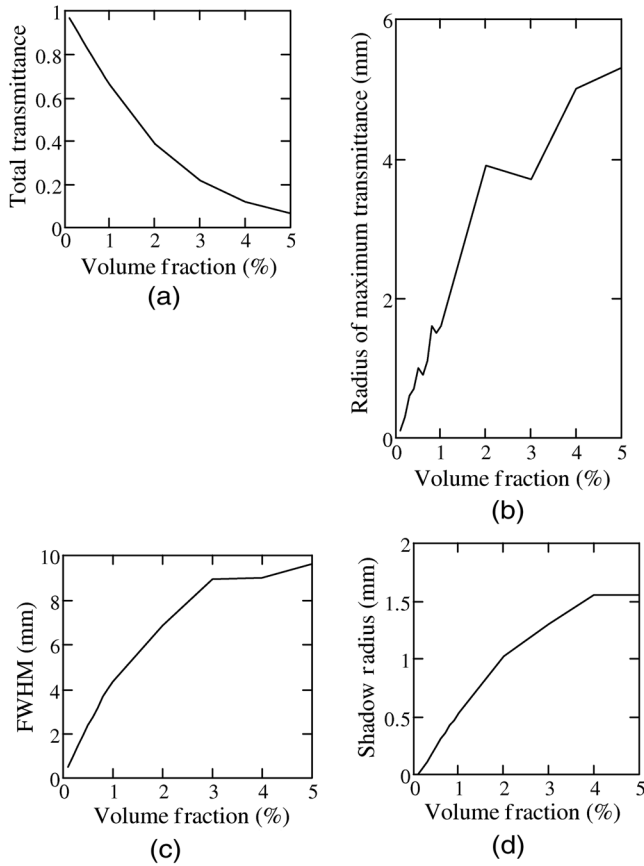 Total transmittance
1
0.8
0.6
0.4
0.2
0
0 1 2 3 4 5
Volume fraction (%)
(a)
Radius of maximum transmittance (mm)
6
4
2
0
0 1 2 3 4 5
Volume fraction (%)
(b)
FWHM (mm)
10
8
6
4
2
0
0 1 2 3 4 5
Volume fraction (%)
(c)
Shadow radius (mm)
2
1.5
1
0.5
0
0 1 2 3 4 5
Volume fraction (%)
(d)